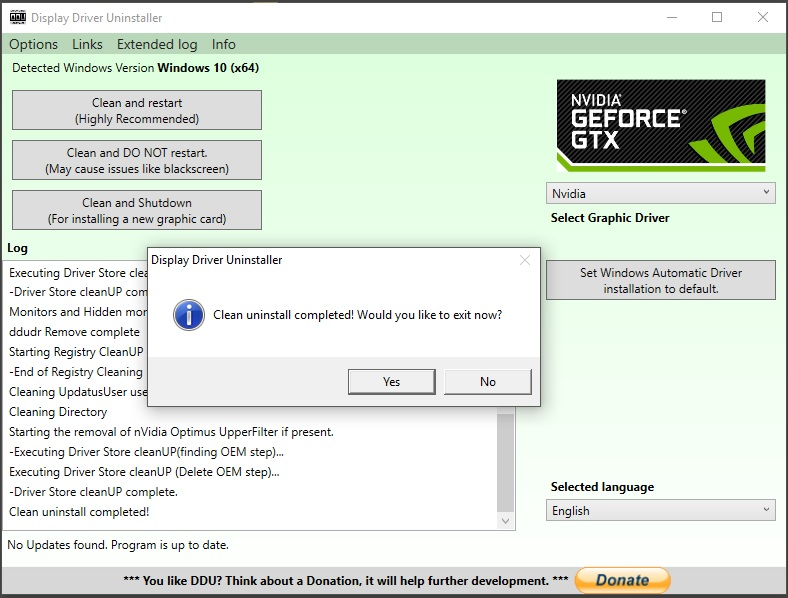 Display Driver Uninstaller
Options Links Extended log Info
Detected Windows Version Windows 10 (x64)
Clean and restart
(Highly Recommended)
Clean and DO NOT restart.
(May cause issues like blackscreen)
Clean and Shutdown
(For installing a new graphic card)
NVIDIA
GEFORCE®
GTX
Nvidia
Select Graphic Driver
Set Windows Automatic Driver
installation to default.
Log
Executing Driver Store clea
-Driver Store cleanUP com
Monitors and Hidden mor
ddudr Remove complete
Starting Registry CleanUP
-End of Registry Cleaning
Cleaning UpdatusUser use
Cleaning Directory
Starting the removal of nVidia Optimus UpperFilter if present.
-Executing Driver Store cleanUP(finding OEM step)...
Executing Driver Store cleanUP (Delete OEM step)...
-Driver Store cleanUP complete.
Clean uninstall completed!
Display Driver Uninstaller
Clean uninstall completed! Would you like to exit now?
Yes No
Selected language
English
No Updates found. Program is up to date.
*** You like DDU? Think about a Donation, it will help further development. *** Donate